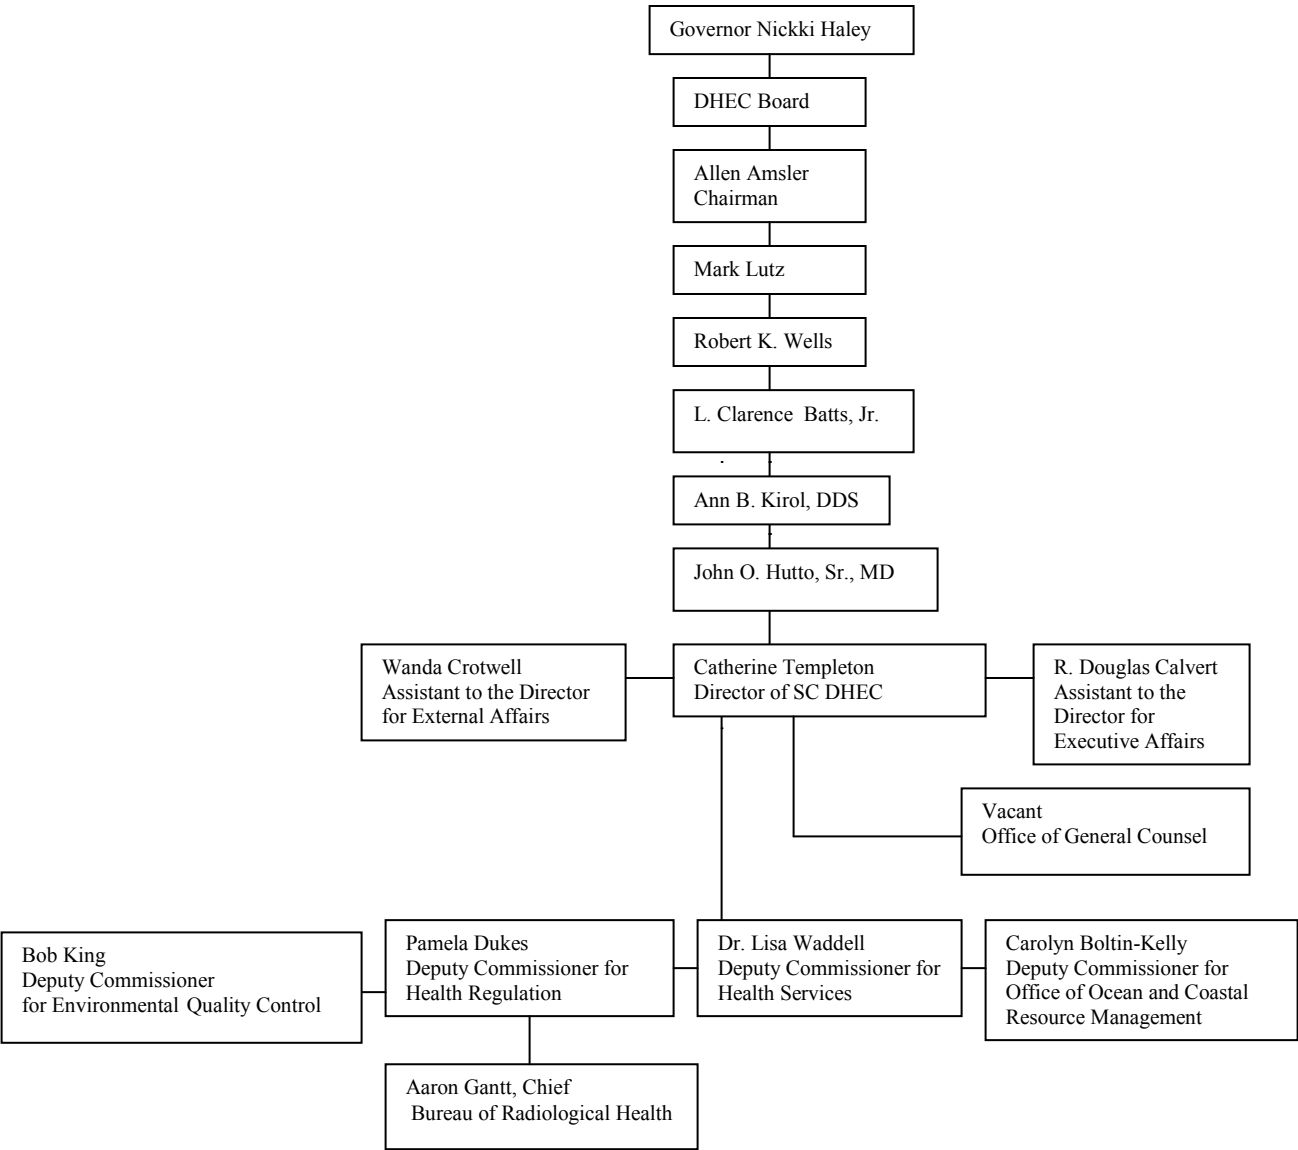 Governor Nickki Haley
DHEC Board
Allen Amsler
Chairman
Mark Lutz
Robert K. Wells
L. Clarence  Batts, Jr.
Ann B. Kirol, DDS
John O. Hutto, Sr., MD
Wanda Crotwell
Assistant to the Director
for External Affairs
Catherine Templeton
Director of SC DHEC
R. Douglas Calvert
Assistant to the
Director for
Executive Affairs
Vacant
Office of General Counsel
Bob King
Deputy Commissioner
for Environmental Quality Control
Pamela Dukes
Deputy Commissioner for
Health Regulation
Dr. Lisa Waddell
Deputy Commissioner for
Health Services
Carolyn Boltin-Kelly
Deputy Commissioner for
Office of Ocean and Coastal
Resource Management
Aaron Gantt, Chief
Bureau of Radiological Health